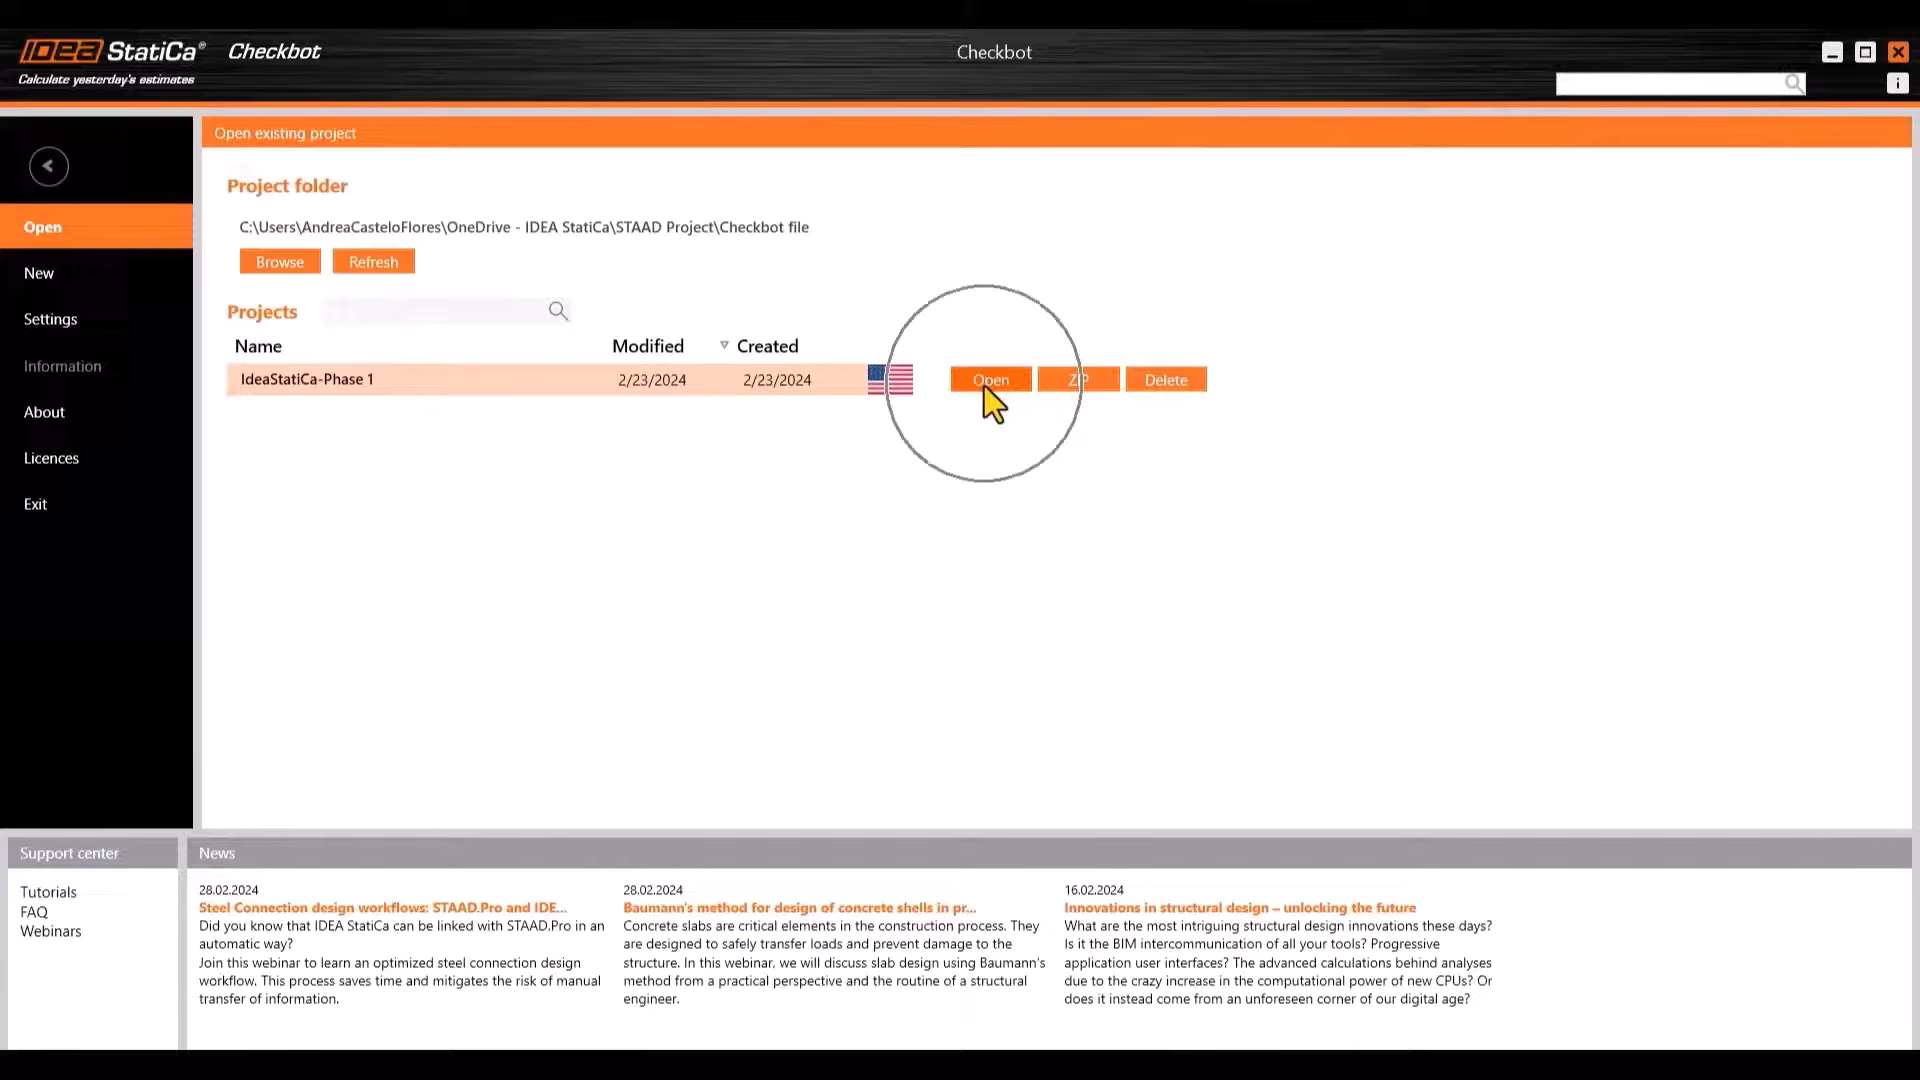 IDEA StatiCa® Checkbot
Calculate yesterday's estimates
Checkbot
i
Open existing project
Open
New
Settings
Information
About
Licences
Exit
Project folder
C:\Users\AndreaCasteloFlores\OneDrive - IDEA StatiCa\STAAD Project\Checkbot file
Browse Refresh
Projects
Name Modified Created
IdeaStatiCa-Phase 1 2/23/2024 2/23/2024 Open ZIP Delete
Support center
Tutorials
FAQ
Webinars
News
28.02.2024
Steel Connection design workflows: STAAD.Pro and IDE...
Did you know that IDEA StatiCa can be linked with STAAD.Pro in an
automatic way?
Join this webinar to learn an optimized steel connection design
workflow. This process saves time and mitigates the risk of manual
transfer of information.
28.02.2024
Baumann's method for design of concrete shells in pr...
Concrete slabs are critical elements in the construction process. They
are designed to safely transfer loads and prevent damage to the
structure. In this webinar, we will discuss slab design using Baumann's
method from a practical perspective and the routine of a structural
engineer.
16.02.2024
Innovations in structural design – unlocking the future
What are the most intriguing structural design innovations these days?
Is it the BIM intercommunication of all your tools? Progressive
application user interfaces? The advanced calculations behind analyses
due to the crazy increase in the computational power of new CPUs? Or
does it instead come from an unforeseen corner of our digital age?